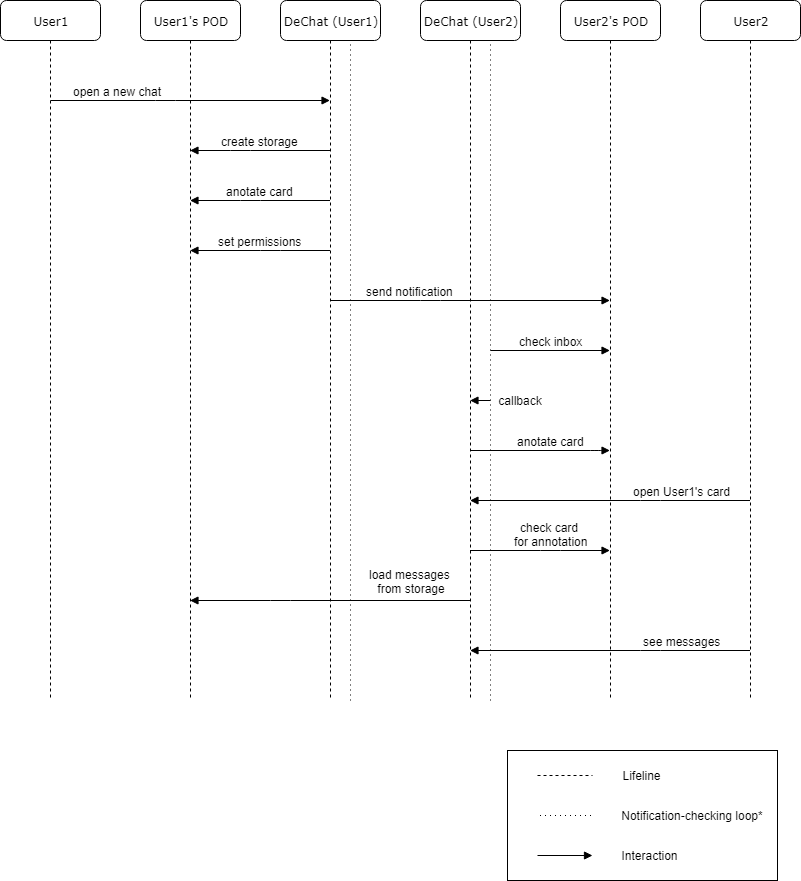 User1
User1's POD
DeChat (User1)
DeChat (User2)
User2's POD
User2
open a new chat
create storage
anotate card
set permissions
send notification
check inbox
callback
anotate card
open User1's card
check card
for annotation
load messages
from storage
see messages
Lifeline
Notification-checking loop*
Interaction